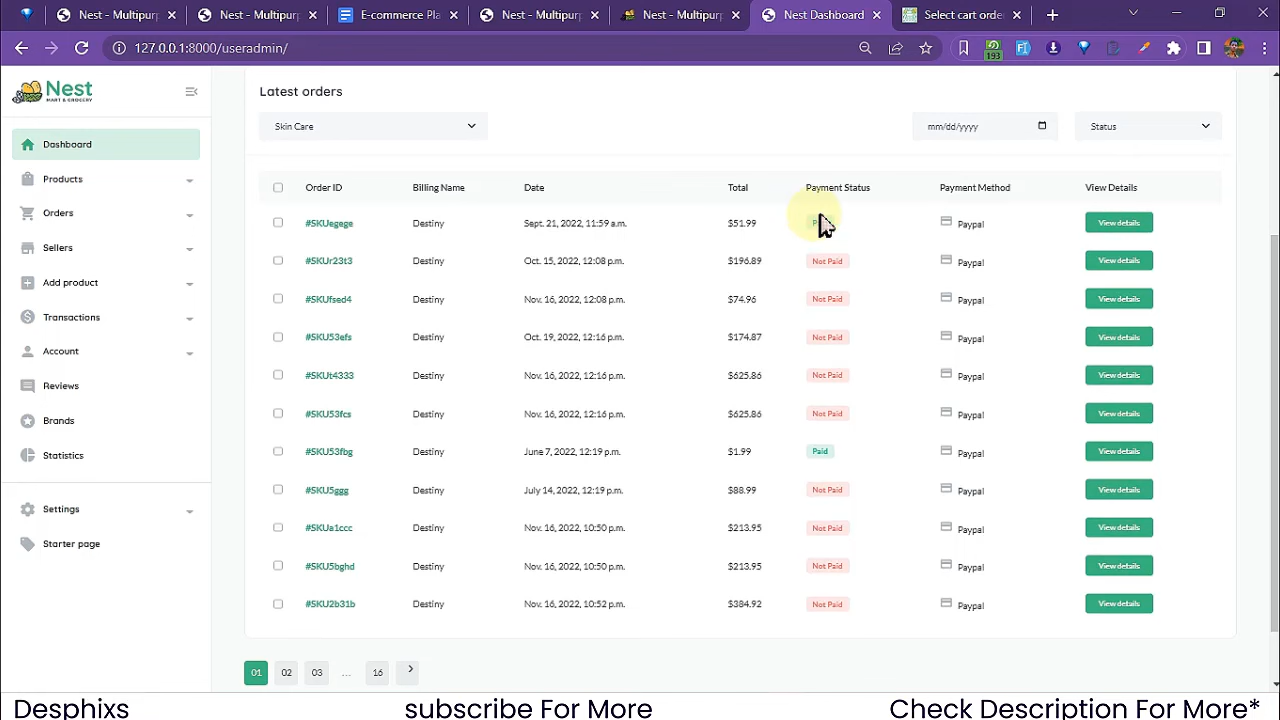 Nest - Multipurp
Nest - Multipurp
E-commerce Pla
Nest - Multipurp
Nest - Multipurp
Nest Dashboard
Select cart orde
127.0.0.1:8000/useradmin/
193
Nest
MART & GROCERY
Dashboard
Products
Orders
Sellers
Add product
Transactions
Account
Reviews
Brands
Statistics
Settings
Starter page
Latest orders
Skin Care
mm/dd/yyyy
Status
Order ID Billing Name Date Total Payment Status Payment Method View Details
#SKUegege Destiny Sept. 21, 2022, 11:59 a.m. $51.99 Paypal View details
#SKUr23t3 Destiny Oct. 15, 2022, 12:08 p.m. $196.89 Not Paid Paypal View details
#SKUfsed4 Destiny Nov. 16, 2022, 12:08 p.m. $74.96 Not Paid Paypal View details
#SKU53efs Destiny Oct. 19, 2022, 12:16 p.m. $174.87 Not Paid Paypal View details
#SKUt4333 Destiny Nov. 16, 2022, 12:16 p.m. $625.86 Not Paid Paypal View details
#SKU53fcs Destiny Nov. 16, 2022, 12:16 p.m. $625.86 Not Paid Paypal View details
#SKU53fbg Destiny June 7, 2022, 12:19 p.m. $1.99 Paid Paypal View details
#SKU5ggg Destiny July 14, 2022, 12:19 p.m. $88.99 Not Paid Paypal View details
#SKUa1ccc Destiny Nov. 16, 2022, 10:50 p.m. $213.95 Not Paid Paypal View details
#SKU5bghd Destiny Nov. 16, 2022, 10:50 p.m. $213.95 Not Paid Paypal View details
#SKU2b31b Destiny Nov. 16, 2022, 10:52 p.m. $384.92 Not Paid Paypal View details
01 02 03 ... 16 >
Desphixs subscribe For More Check Description For More*